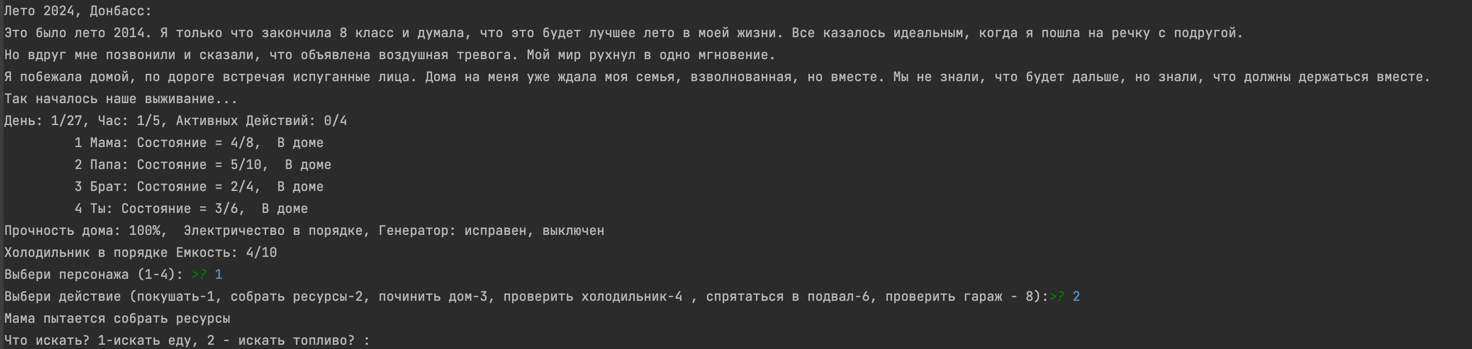 Лето 2024, Донбасс:
Это было лето 2014. Я только что закончила 8 класс и думала, что это будет лучшее лето в моей жизни. Все казалось идеальным, когда я пошла на речку с подругой.
Но вдруг мне позвонили и сказали, что объявлена воздушная тревога. Мой мир рухнул в одно мгновение.
Я побежала домой, по дороге встречая испуганные лица. Дома на меня уже ждала моя семья, взволнованная, но вместе. Мы не знали, что будет дальше, но знали, что должны держаться вместе.
Так началось наше выживание...
День: 1/27, Час: 1/5, Активных Действий: 0/4
1 Мама: Состояние = 4/8,  В доме
2 Папа: Состояние = 5/10,  В доме
3 Брат: Состояние = 2/4,  В доме
4 Ты: Состояние = 3/6,  В доме
Прочность дома: 100%,  Электричество в порядке, Генератор: исправен, выключен
Холодильник в порядке Емкость: 4/10
Выбери персонажа (1-4): >? 1
Выбери действие (покушать-1, собрать ресурсы-2, починить дом-3, проверить холодильник-4 , спрятаться в подвал-6, проверить гараж - 8):>? 2
Мама пытается собрать ресурсы
Что искать? 1-искать еду, 2 - искать топливо? :